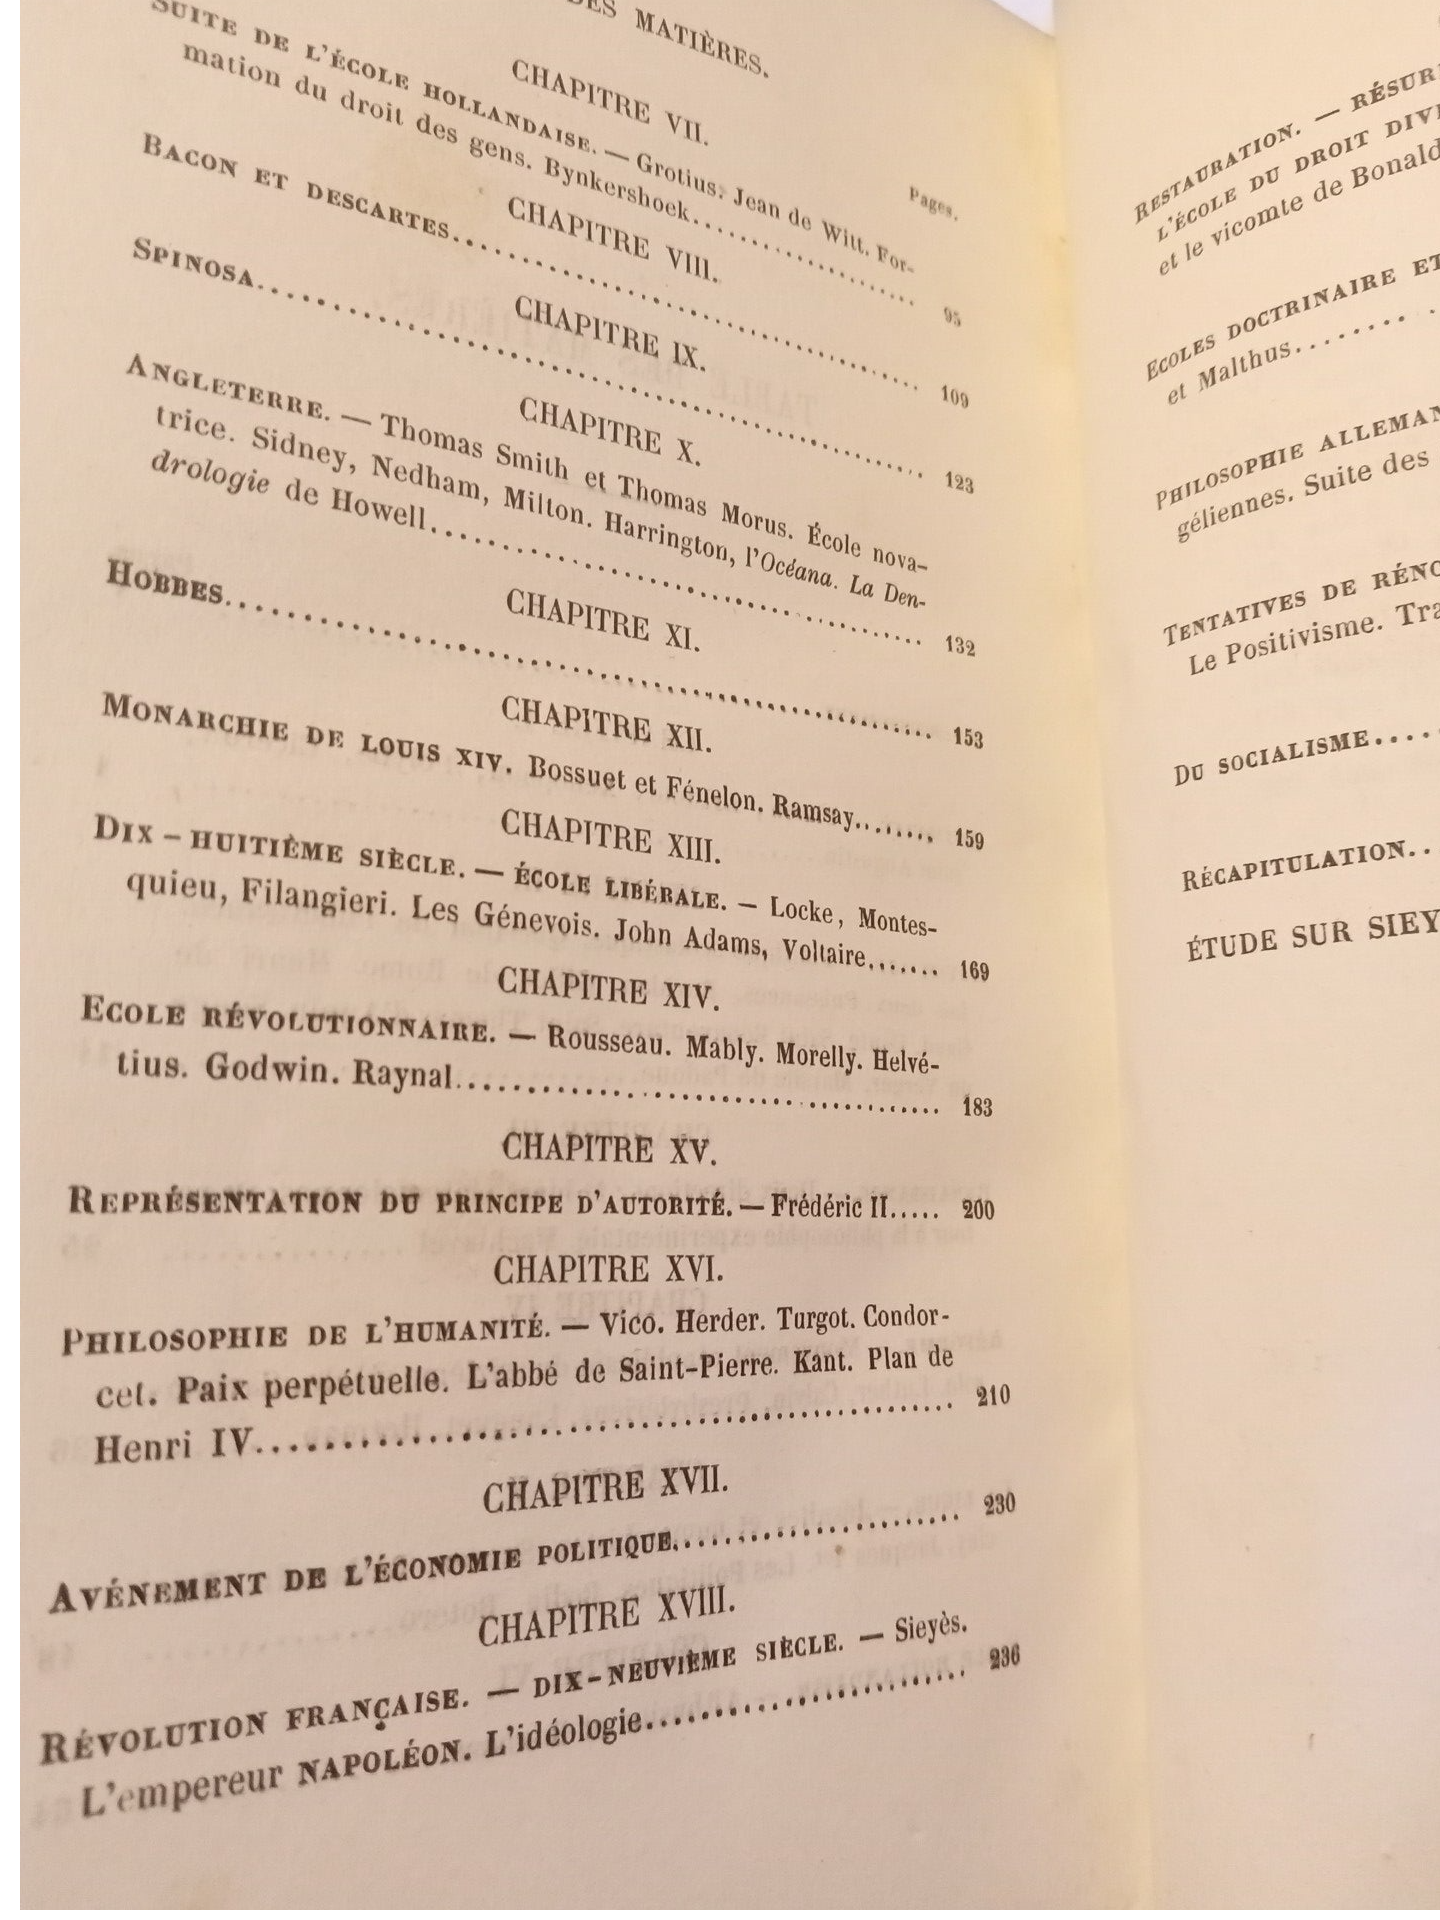 DES MATIÈRES.
CHAPITRE VII.
Pages.
SUITE DE L'ÉCOLE HOLLANDAISE. — Grotius. Jean de Witt. For-
mation du droit des gens. Bynkershoek........................ 95
CHAPITRE VIII.
BACON ET DESCARTES........................ 109
CHAPITRE IX.
SPINOSA........................ 123
CHAPITRE X.
ANGLETERRE. — Thomas Smith et Thomas Morus. École nova-
trice. Sidney, Nedham, Milton. Harrington, l'Océana. La Den-
drologie de Howell........................ 132
CHAPITRE XI.
HOBBES........................ 153
CHAPITRE XII.
MONARCHIE DE LOUIS XIV. Bossuet et Fénelon. Ramsay........ 159
CHAPITRE XIII.
DIX-HUITIÈME SIÈCLE. — ÉCOLE LIBÉRALE. — Locke, Montes-
quieu, Filangieri. Les Génevois. John Adams, Voltaire....... 169
CHAPITRE XIV.
ECOLE RÉVOLUTIONNAIRE. — Rousseau. Mably. Morelly. Helvé-
tius. Godwin. Raynal........................ 183
CHAPITRE XV.
REPRÉSENTATION DU PRINCIPE D'AUTORITÉ. — Frédéric II..... 200
CHAPITRE XVI.
PHILOSOPHIE DE L'HUMANITÉ. — Vico. Herder. Turgot. Condor-
cet. Paix perpétuelle. L'abbé de Saint-Pierre. Kant. Plan de
Henri IV........................ 210
CHAPITRE XVII.
AVÉNEMENT DE L'ÉCONOMIE POLITIQUE........................ 230
CHAPITRE XVIII.
RÉVOLUTION FRANÇAISE. — DIX-NEUVIÈME SIÈCLE. — Sieyès.
L'empereur NAPOLÉON. L'idéologie........................ 236
RESTAURATION. — RÉSUR
L'ÉCOLE DU DROIT DIV
et le vicomte de Bonald
ECOLES DOCTRINAIRE ET
et Malthus........
PHILOSOPHIE ALLEMAN
géliennes. Suite des
TENTATIVES DE RÉNO
Le Positivisme. Tra
DU SOCIALISME....
RÉCAPITULATION..
ÉTUDE SUR SIEY